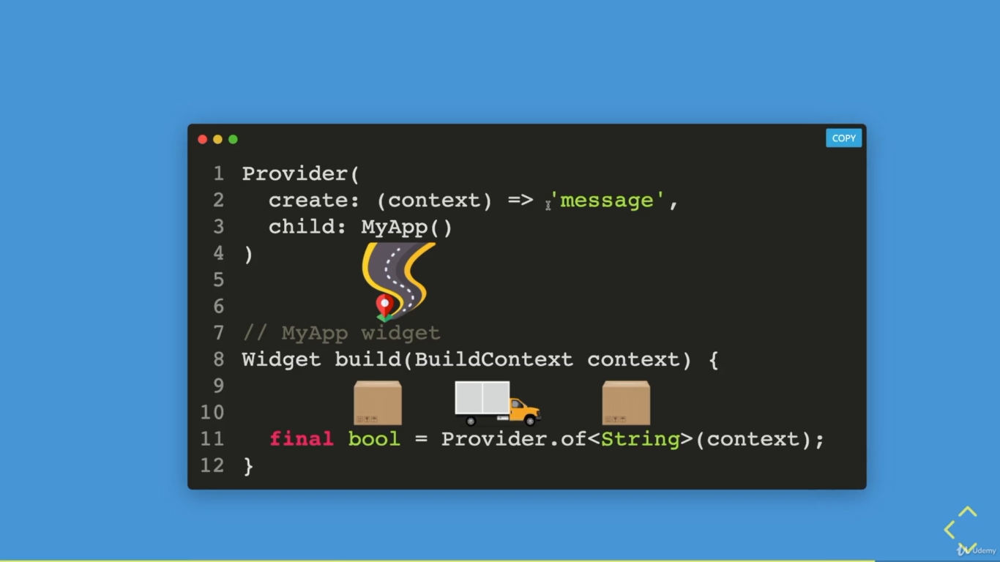 COPY
1 Provider(
2   create: (context) => 'message',
3   child: MyApp()
4 )
5
6
7 // MyApp widget
8 Widget build(BuildContext context) {
9
10
11   final bool = Provider.of<String>(context);
12 }
Udemy